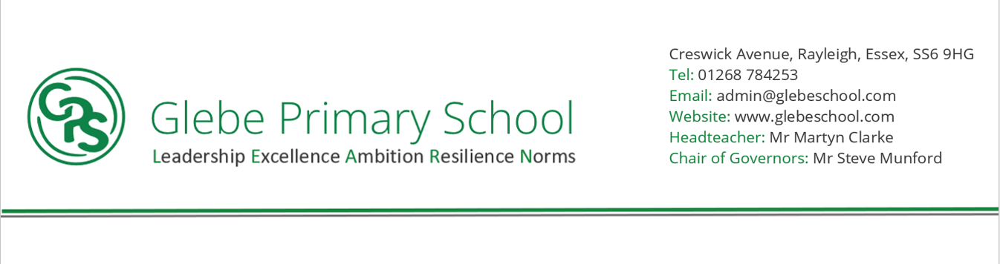 GPS
Glebe Primary School
Leadership Excellence Ambition Resilience Norms
Creswick Avenue, Rayleigh, Essex, SS6 9HG
Tel: 01268 784253
Email: admin@glebeschool.com
Website: www.glebeschool.com
Headteacher: Mr Martyn Clarke
Chair of Governors: Mr Steve Munford